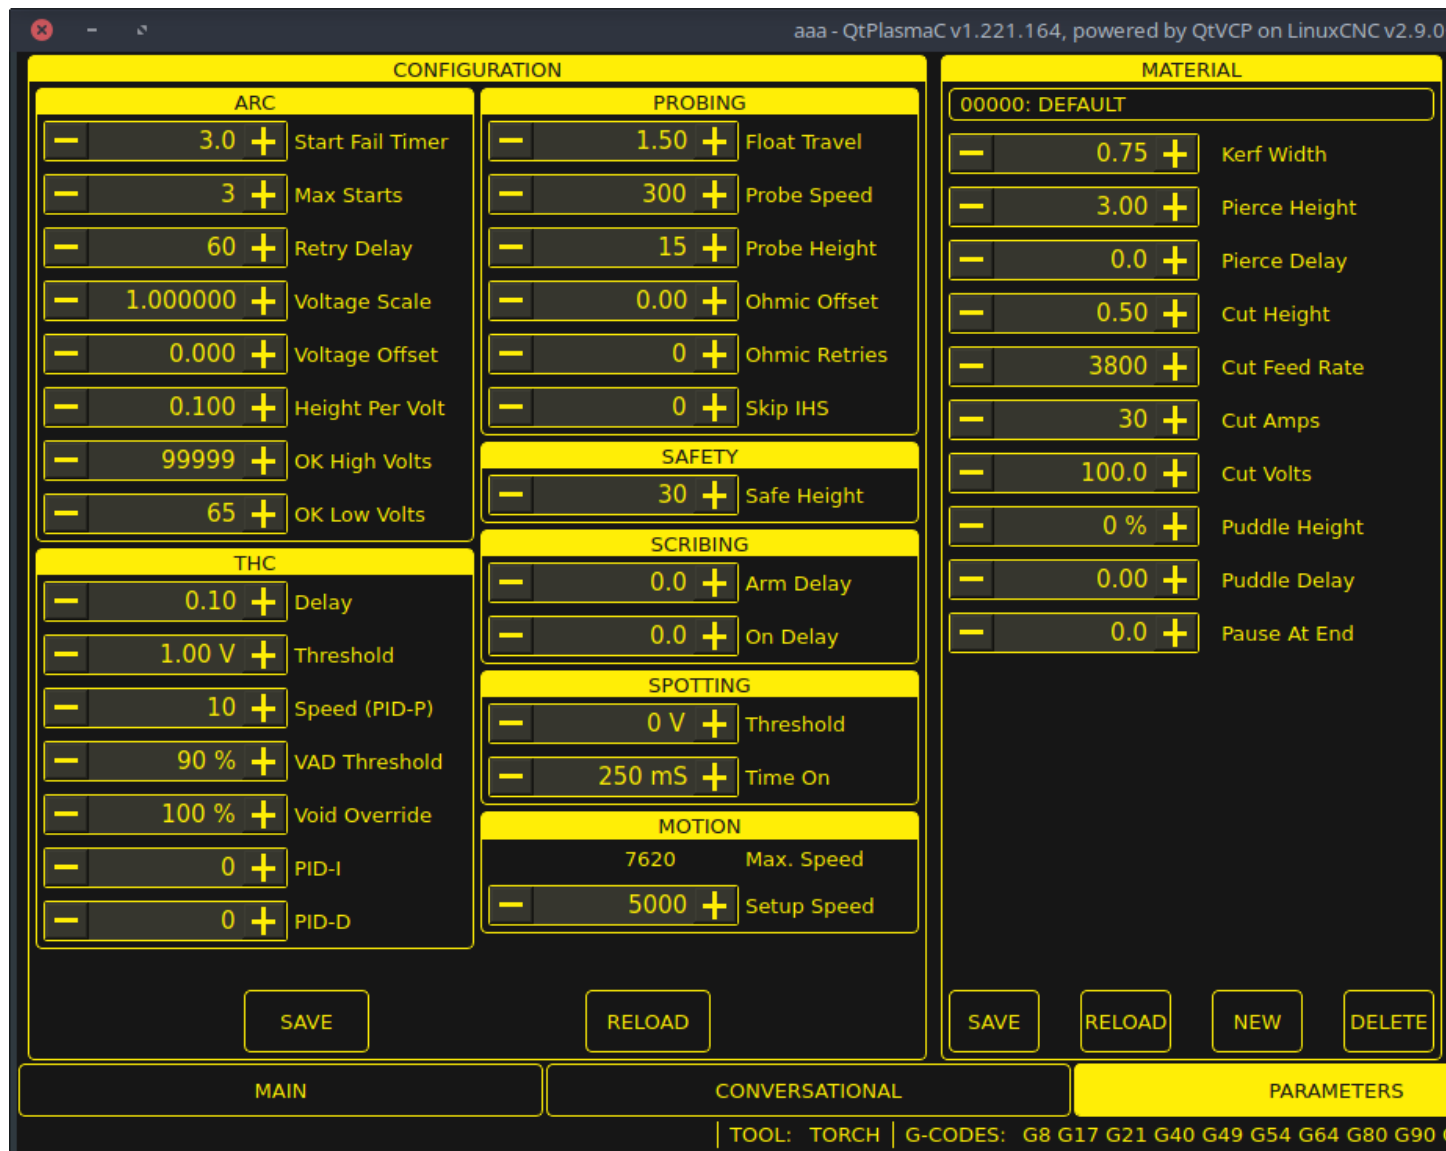 aaa - QtPlasmaC v1.221.164, powered by QtVCP on LinuxCNC v2.9.0
CONFIGURATION
ARC
3.0 Start Fail Timer
3 Max Starts
60 Retry Delay
1.000000 Voltage Scale
0.000 Voltage Offset
0.100 Height Per Volt
99999 OK High Volts
65 OK Low Volts
THC
0.10 Delay
1.00 V Threshold
10 Speed (PID-P)
90 % VAD Threshold
100 % Void Override
0 PID-I
0 PID-D
PROBING
1.50 Float Travel
300 Probe Speed
15 Probe Height
0.00 Ohmic Offset
0 Ohmic Retries
0 Skip IHS
SAFETY
30 Safe Height
SCRIBING
0.0 Arm Delay
0.0 On Delay
SPOTTING
0 V Threshold
250 mS Time On
MOTION
7620 Max. Speed
5000 Setup Speed
SAVE RELOAD
MATERIAL
00000: DEFAULT
0.75 Kerf Width
3.00 Pierce Height
0.0 Pierce Delay
0.50 Cut Height
3800 Cut Feed Rate
30 Cut Amps
100.0 Cut Volts
0 % Puddle Height
0.00 Puddle Delay
0.0 Pause At End
SAVE RELOAD NEW DELETE
MAIN CONVERSATIONAL PARAMETERS
TOOL: TORCH G-CODES: G8 G17 G21 G40 G49 G54 G64 G80 G90